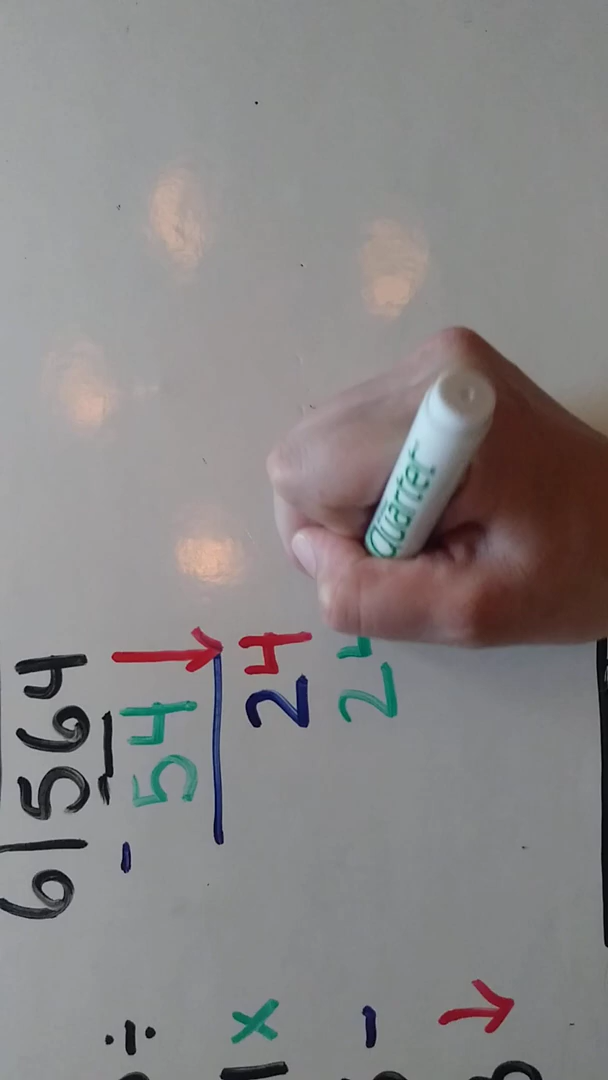 6)564
- 54
24
24
÷ x - ↓
Quartet